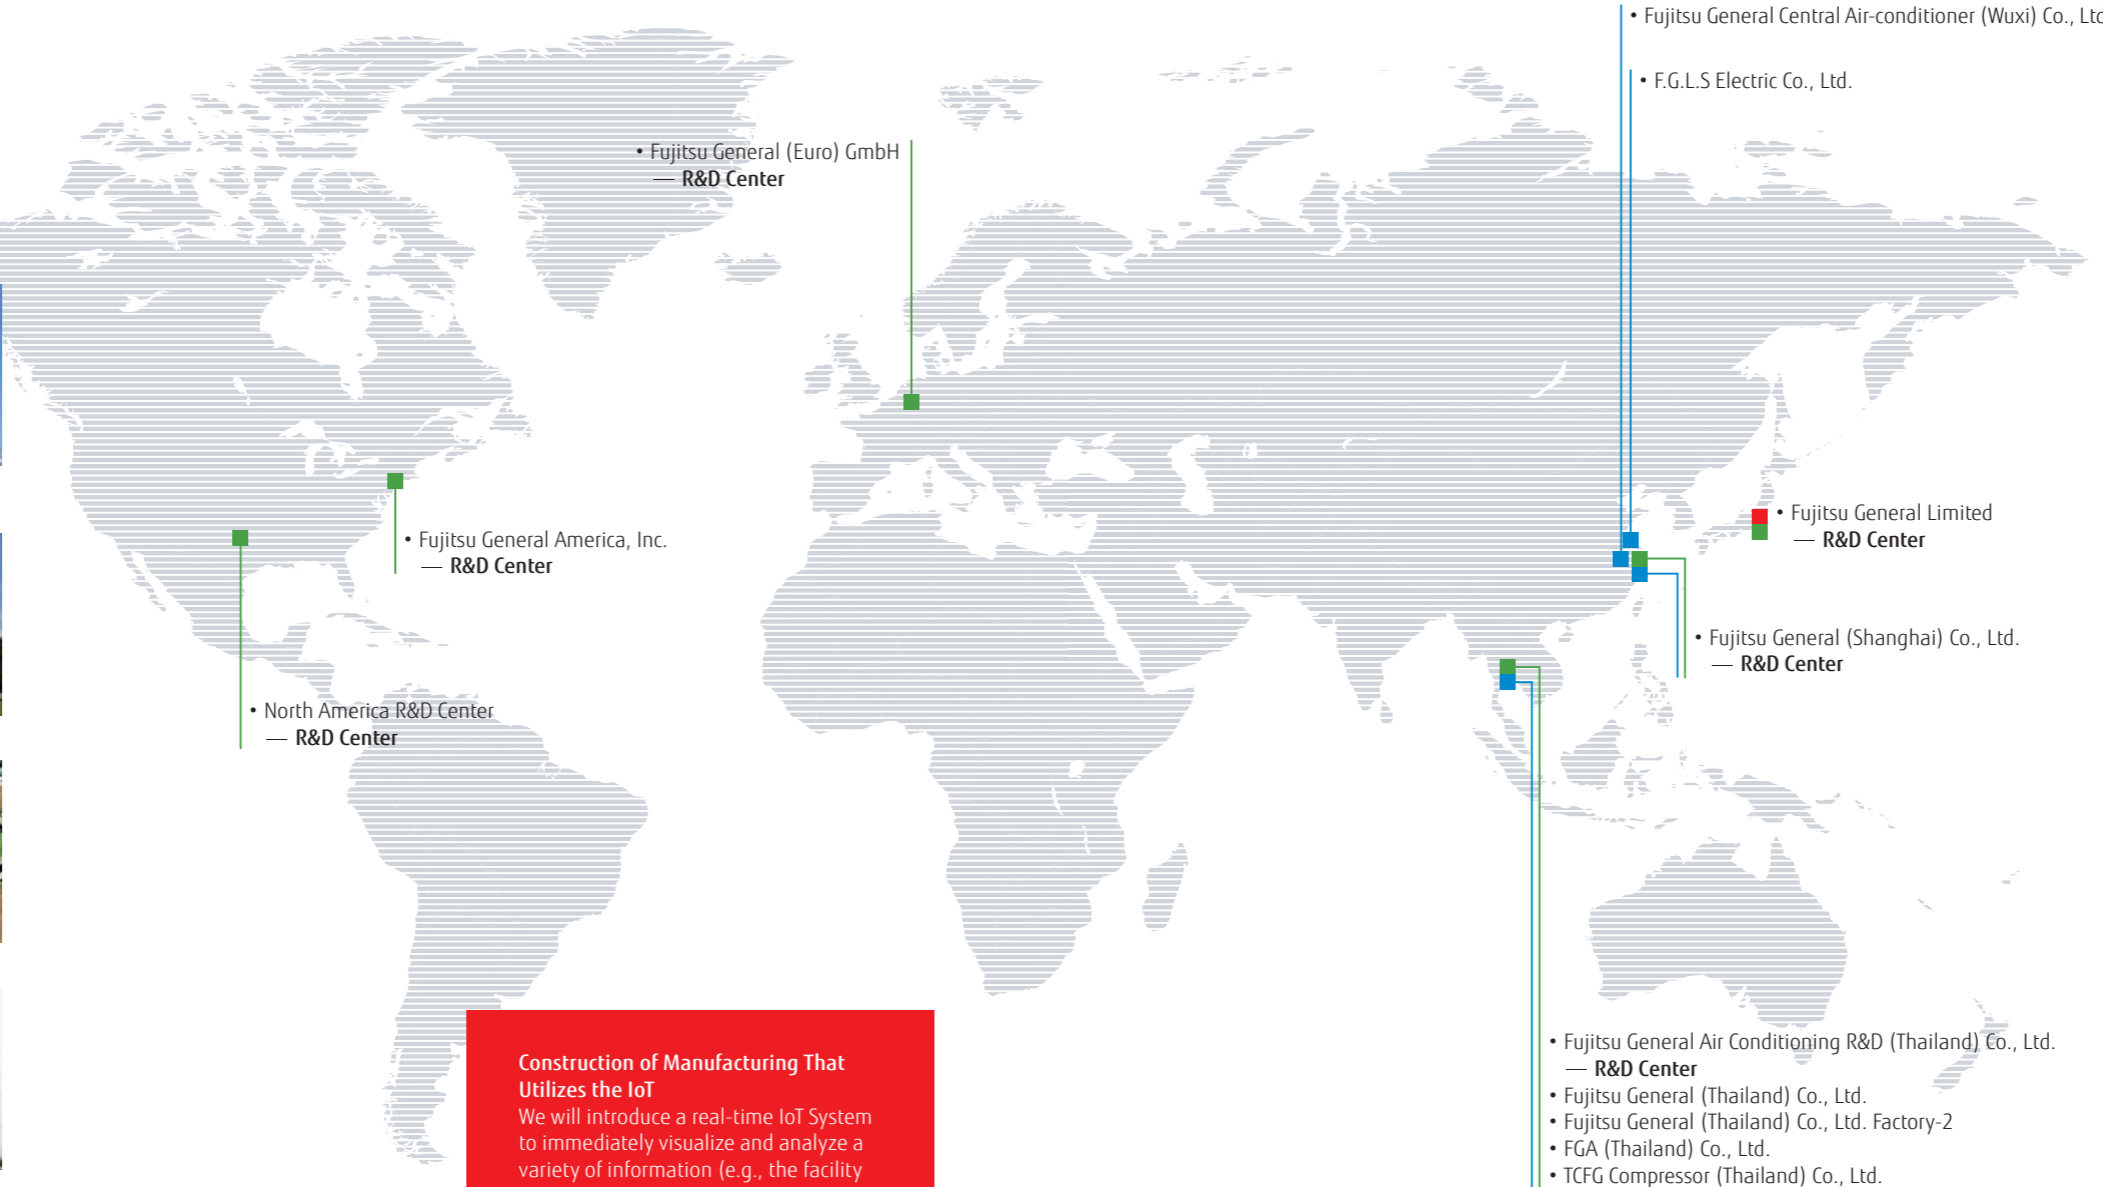 • Fujitsu General Central Air-conditioner (Wuxi) Co., Ltd
• F.G.L.S Electric Co., Ltd.
• Fujitsu General (Euro) GmbH
— R&D Center
• Fujitsu General Limited
— R&D Center
• Fujitsu General America, Inc.
— R&D Center
• Fujitsu General (Shanghai) Co., Ltd.
— R&D Center
• North America R&D Center
— R&D Center
Construction of Manufacturing That
Utilizes the IoT
We will introduce a real-time IoT System
to immediately visualize and analyze a
variety of information (e.g., the facility
• Fujitsu General Air Conditioning R&D (Thailand) Co., Ltd.
— R&D Center
• Fujitsu General (Thailand) Co., Ltd.
• Fujitsu General (Thailand) Co., Ltd. Factory-2
• FGA (Thailand) Co., Ltd.
• TCFG Compressor (Thailand) Co., Ltd.